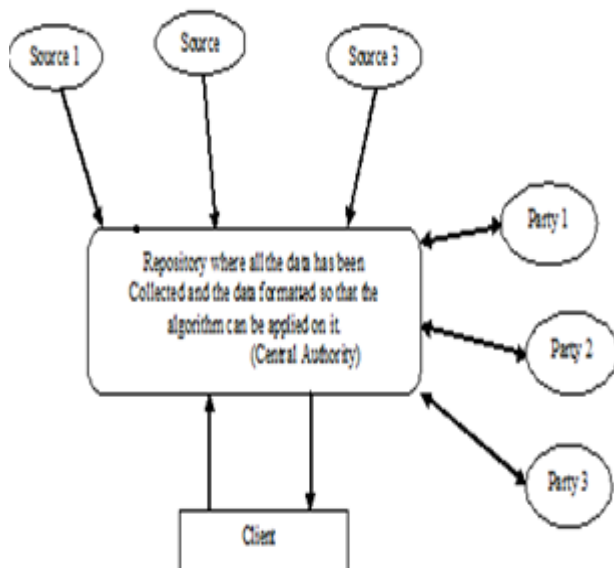 Source 1
Source
Source 3
Party 1
Repository where all the data has been
Collected and the data formatted so that the
algorithm can be applied on it.
(Central Authority)
Party 2
Party 3
Client